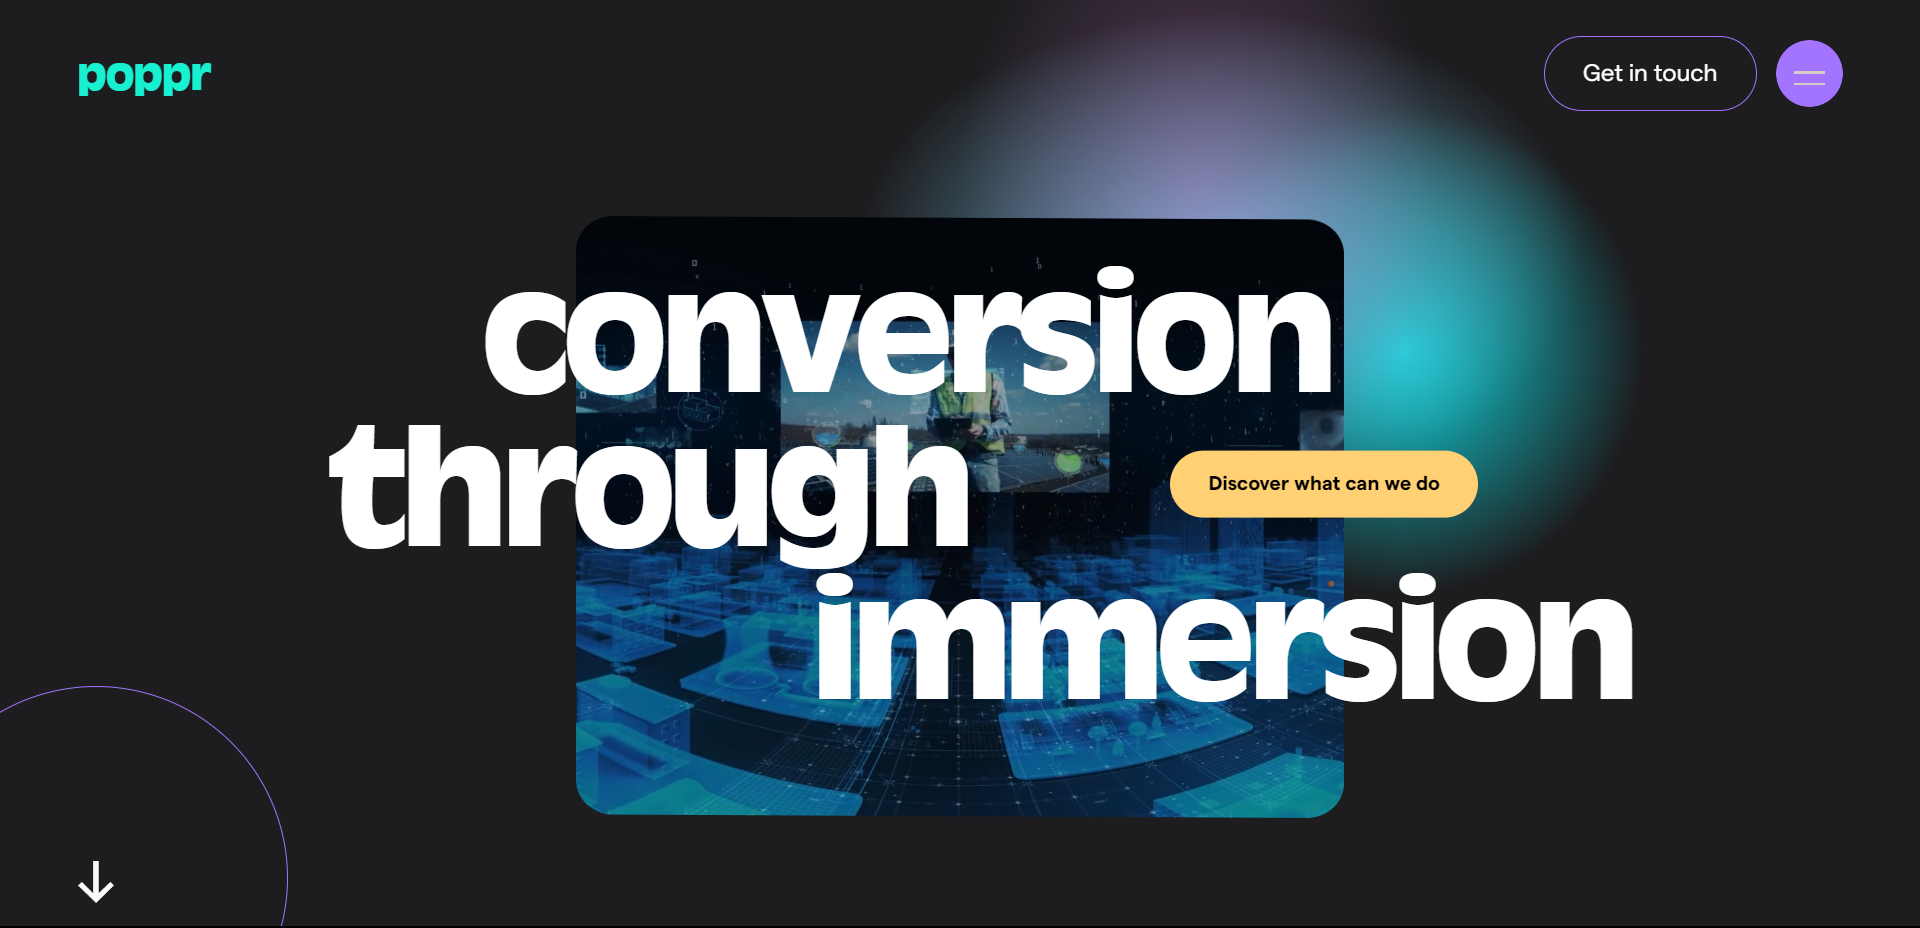 poppr
Get in touch
conversion
through
Discover what can we do
immersion